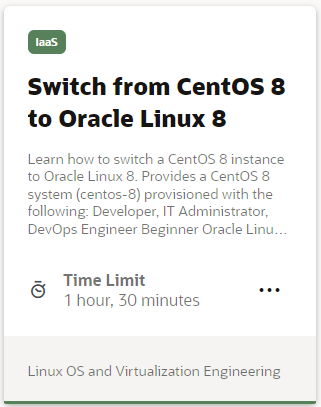 IaaS
Switch from CentOS 8
to Oracle Linux 8
Learn how to switch a CentOS 8 instance
to Oracle Linux 8. Provides a CentOS 8
system (centos-8) provisioned with the
following: Developer, IT Administrator,
DevOps Engineer Beginner Oracle Linu...
Time Limit
1 hour, 30 minutes
Linux OS and Virtualization Engineering